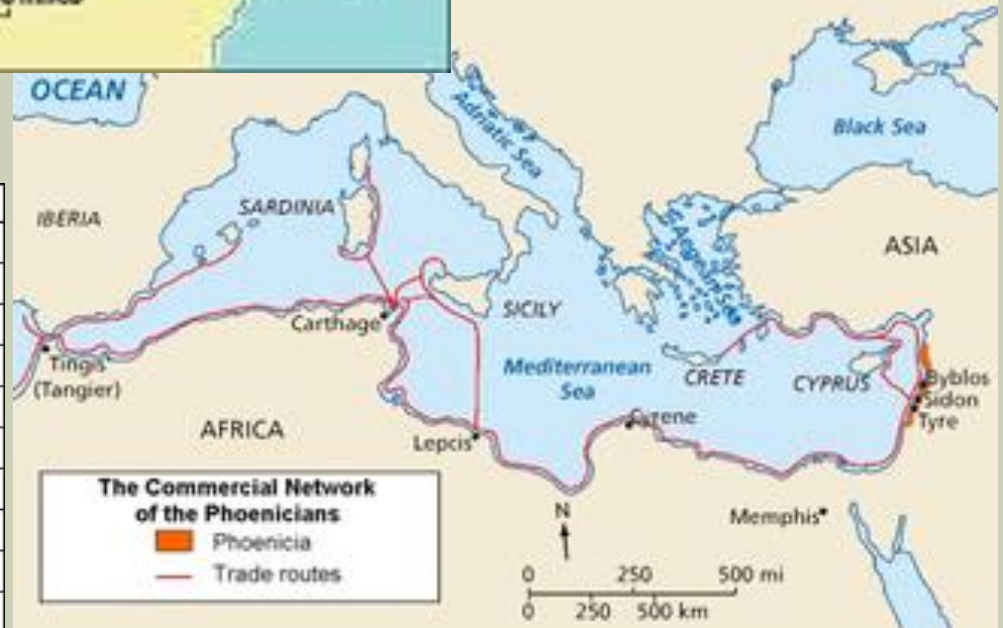 OCEAN
Adriatic Sea
Black Sea
IBERIA
SARDINIA
Aegean Sea
ASIA
SICILY
Carthage
Mediterranean
Sea
CRETE
CYPRUS
Byblos
Sidon
Tyre
Tingis
(Tangier)
AFRICA
Lepcis
Cyrene
Memphis
The Commercial Network
of the Phoenicians
Phoenicia
Trade routes
N
0 250 500 mi
0 250 500 km